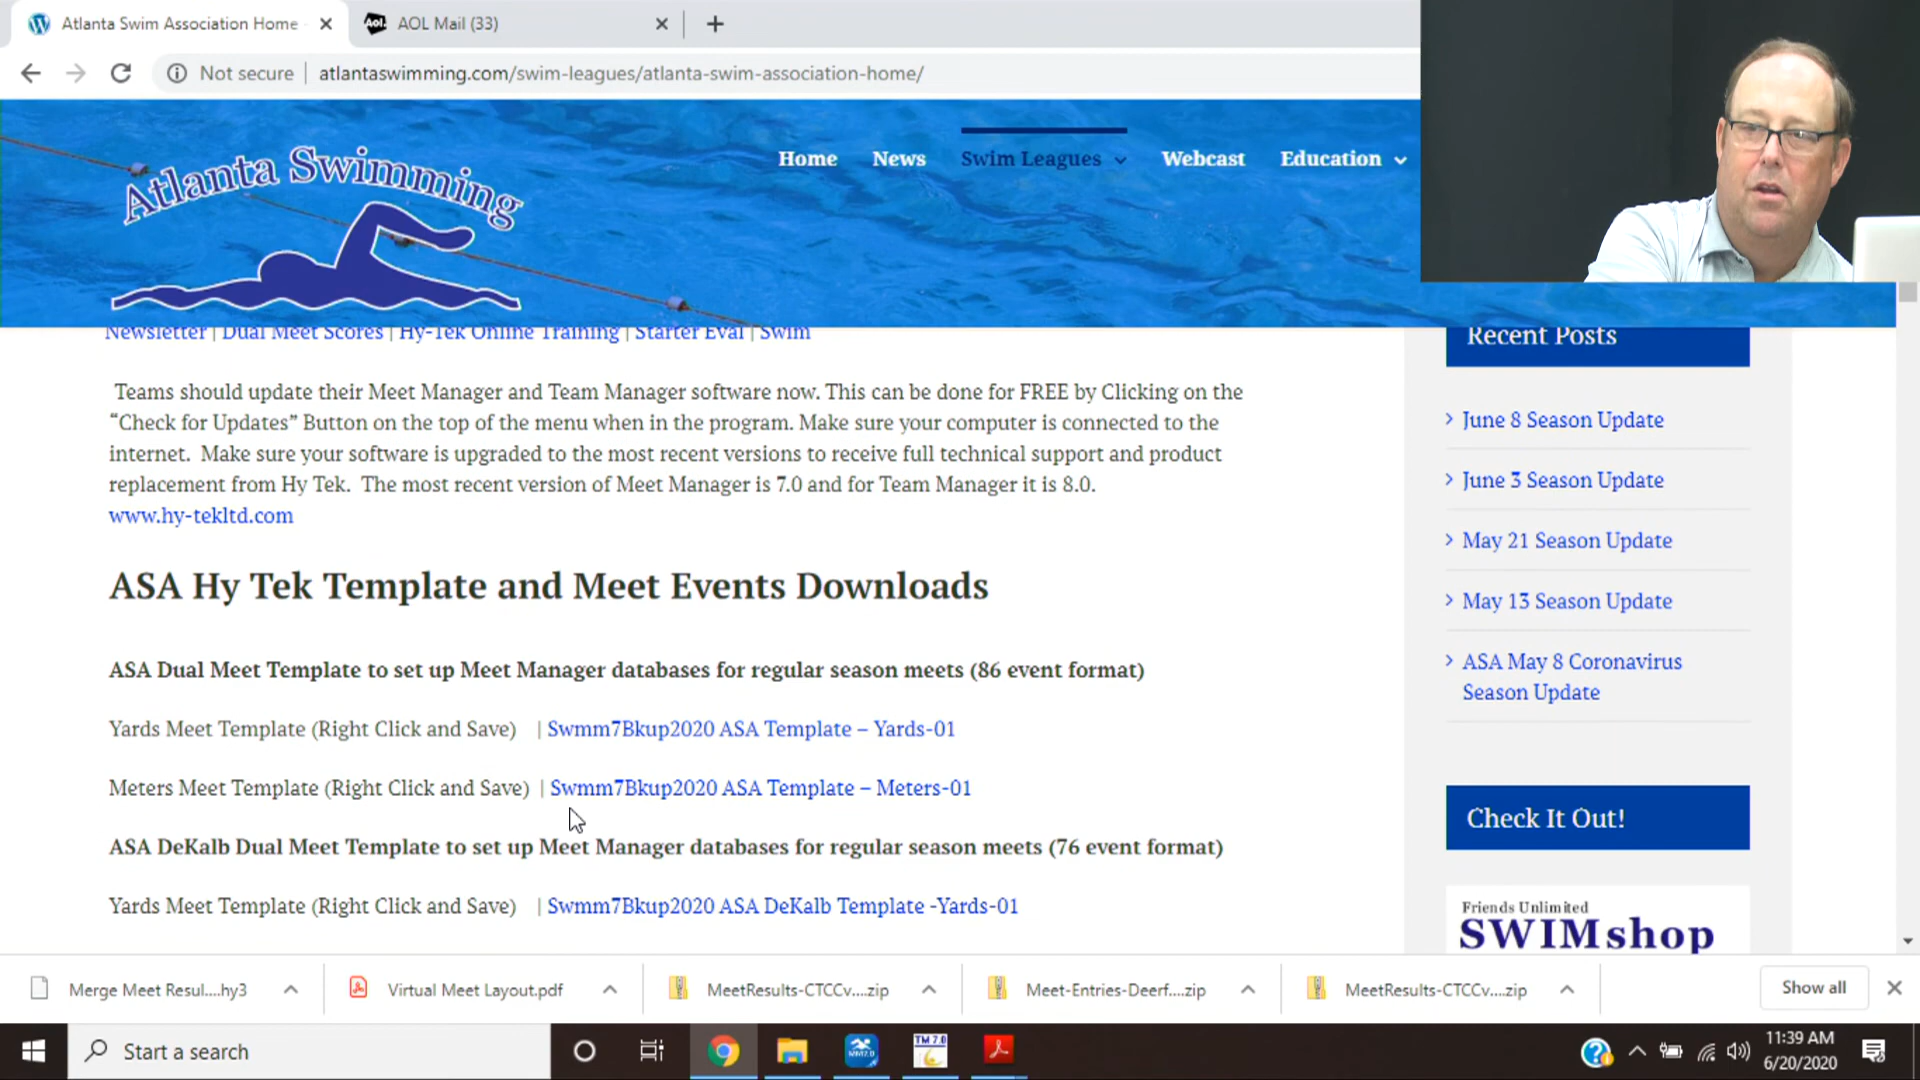 Atlanta Swim Association Home
AOL Mail (33)
Not secure | atlantaswimming.com/swim-leagues/atlanta-swim-association-home/
Atlanta Swimming
Home News Swim Leagues Webcast Education
Newsletter | Dual Meet Scores | Hy-Tek Online Training | Starter Eval | Swim
Teams should update their Meet Manager and Team Manager software now. This can be done for FREE by Clicking on the
“Check for Updates” Button on the top of the menu when in the program. Make sure your computer is connected to the
internet. Make sure your software is upgraded to the most recent versions to receive full technical support and product
replacement from Hy Tek. The most recent version of Meet Manager is 7.0 and for Team Manager it is 8.0.
www.hy-tekltd.com
ASA Hy Tek Template and Meet Events Downloads
ASA Dual Meet Template to set up Meet Manager databases for regular season meets (86 event format)
Yards Meet Template (Right Click and Save) | Swmm7Bkup2020 ASA Template – Yards-01
Meters Meet Template (Right Click and Save) | Swmm7Bkup2020 ASA Template – Meters-01
ASA DeKalb Dual Meet Template to set up Meet Manager databases for regular season meets (76 event format)
Yards Meet Template (Right Click and Save) | Swmm7Bkup2020 ASA DeKalb Template -Yards-01
Recent Posts
June 8 Season Update
June 3 Season Update
May 21 Season Update
May 13 Season Update
ASA May 8 Coronavirus
Season Update
Check It Out!
Friends Unlimited
SWIMshop
Merge Meet Resul....hy3
Virtual Meet Layout.pdf
MeetResults-CTCCv....zip
Meet-Entries-Deerf....zip
MeetResults-CTCCv....zip
Show all
Start a search
TM 7.0
11:39 AM
6/20/2020